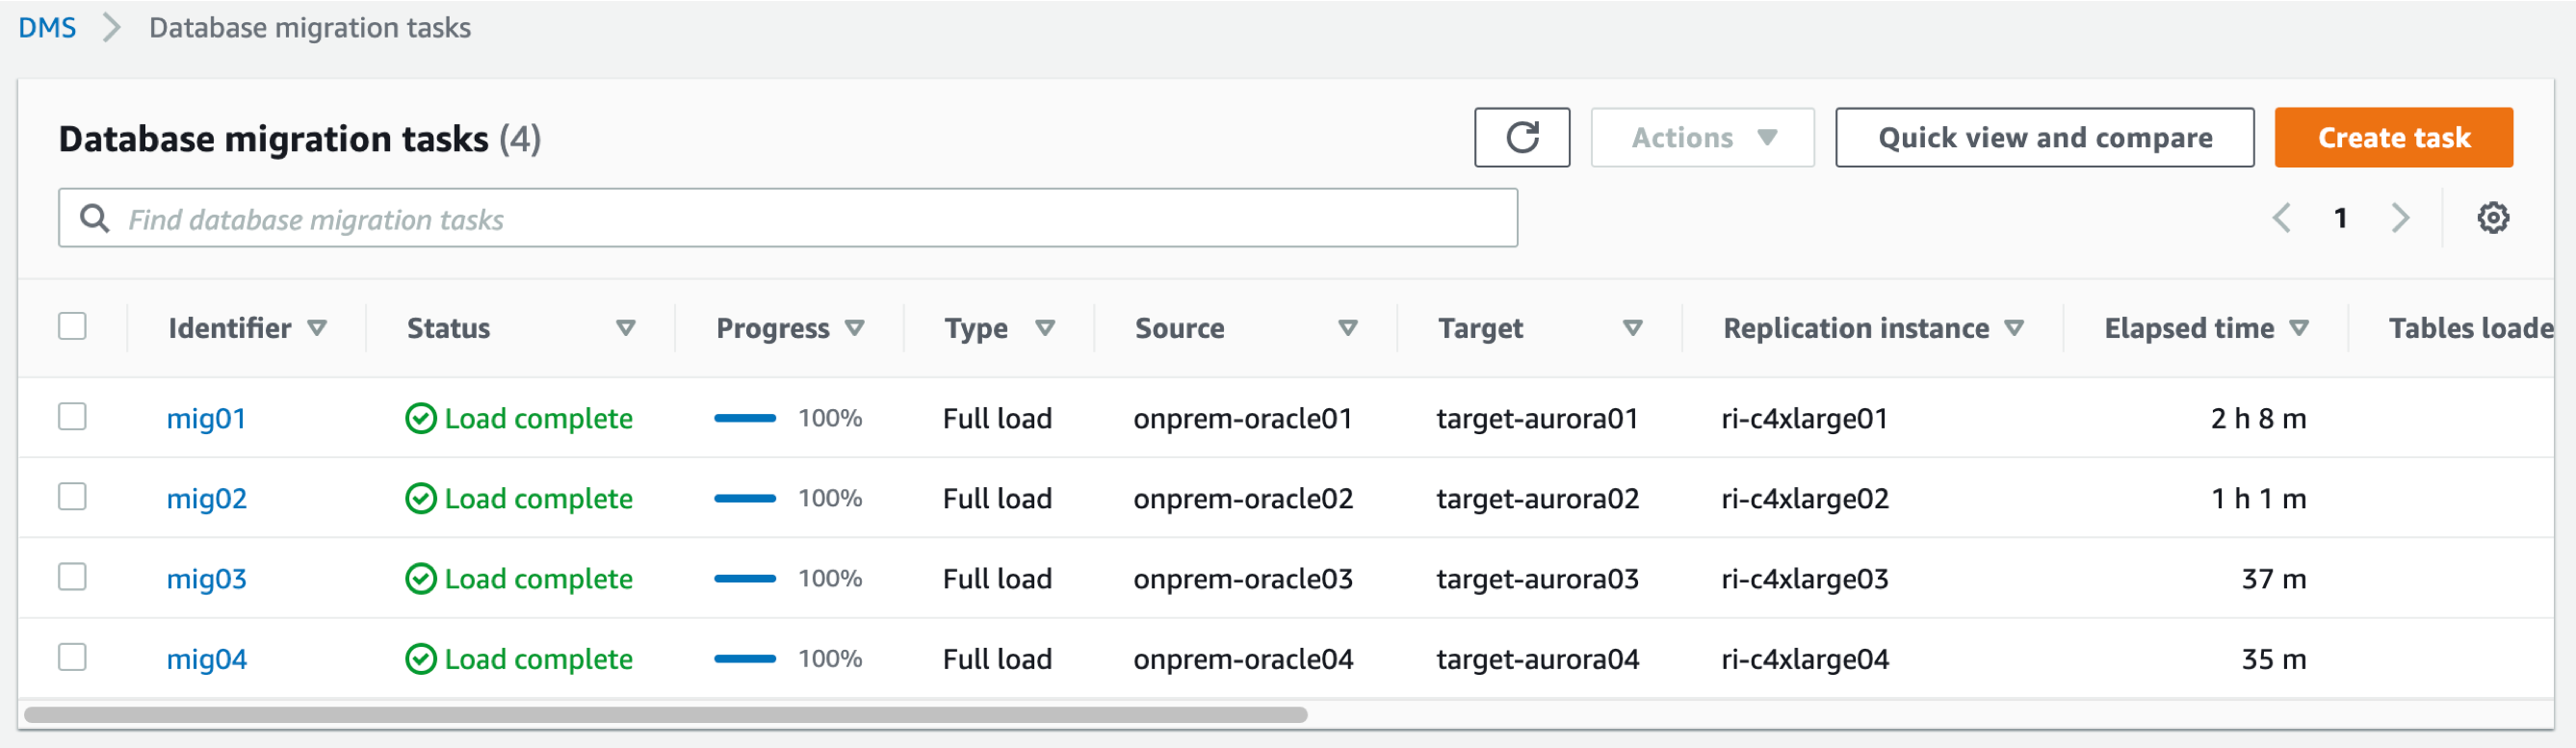 DMS Database migration tasks
Database migration tasks (4)
Actions Quick view and compare Create task
Find database migration tasks 1
Identifier Status Progress Type Source Target Replication instance Elapsed time Tables loade
mig01 Load complete 100% Full load onprem-oracle01 target-aurora01 ri-c4xlarge01 2 h 8 m
mig02 Load complete 100% Full load onprem-oracle02 target-aurora02 ri-c4xlarge02 1 h 1 m
mig03 Load complete 100% Full load onprem-oracle03 target-aurora03 ri-c4xlarge03 37 m
mig04 Load complete 100% Full load onprem-oracle04 target-aurora04 ri-c4xlarge04 35 m